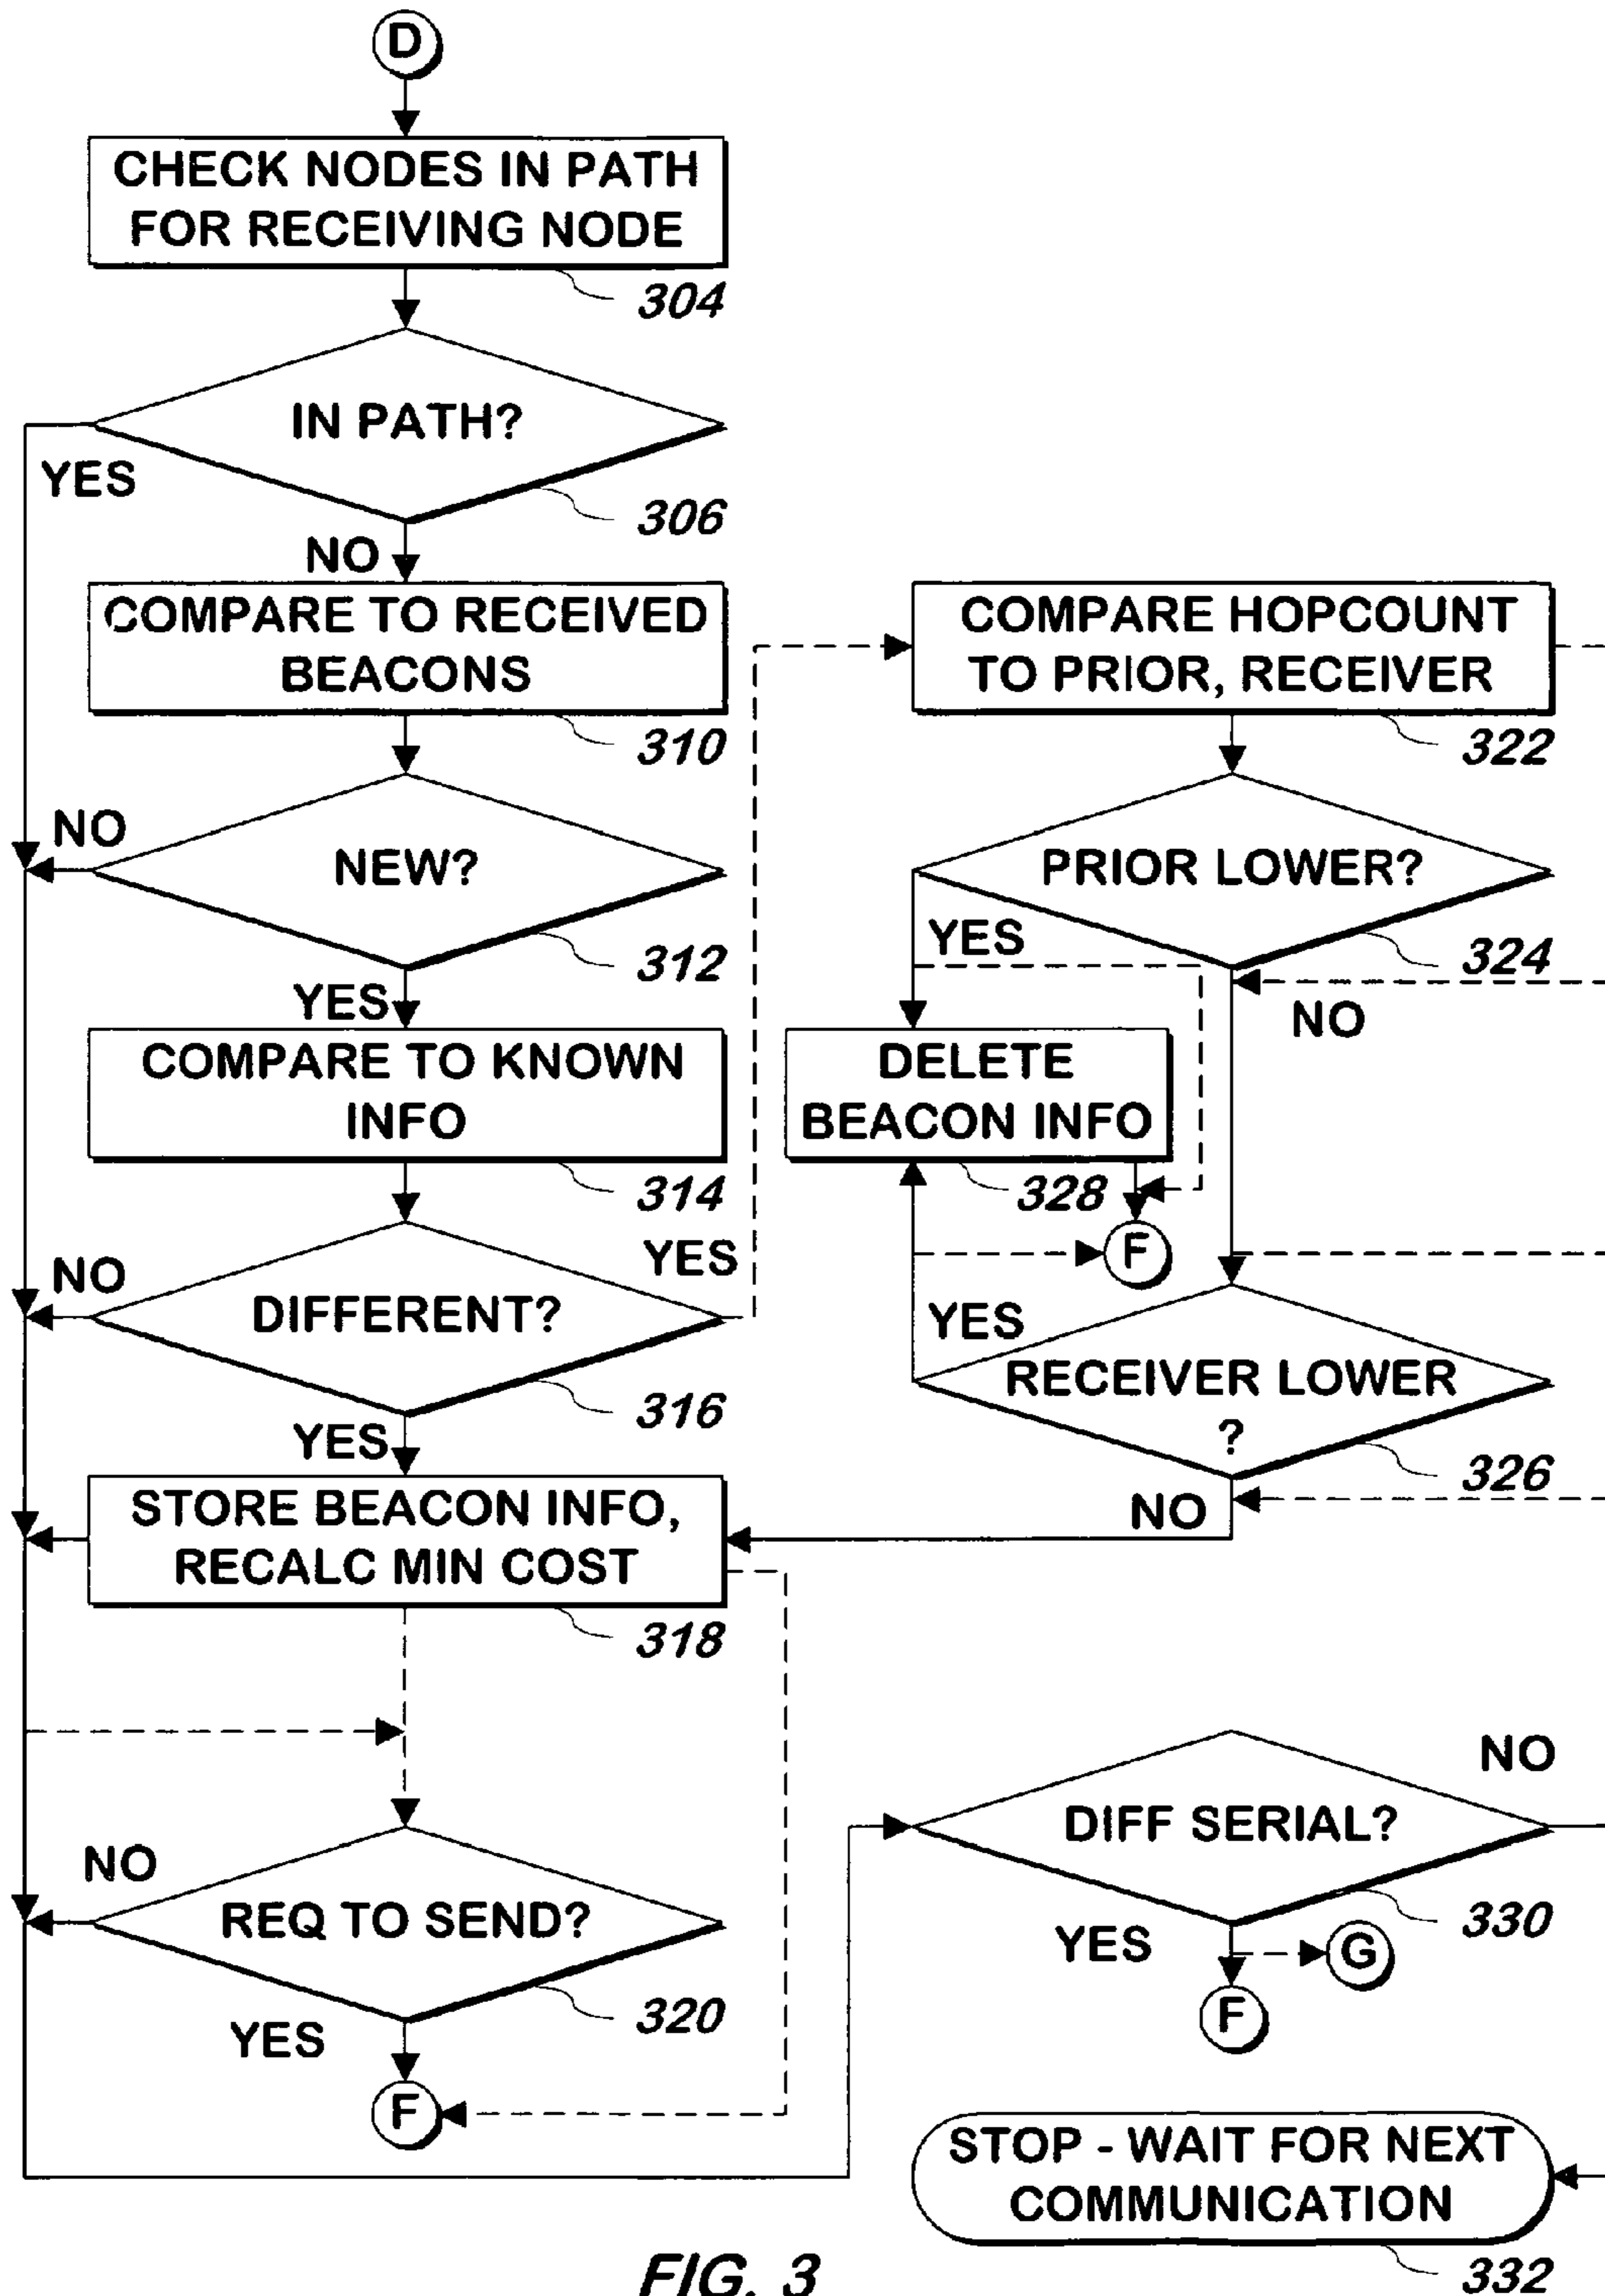 D
CHECK NODES IN PATH
FOR RECEIVING NODE
304
IN PATH?
YES
306
NO
COMPARE TO RECEIVED
BEACONS
310
NO
NEW?
312
YES
COMPARE TO KNOWN
INFO
314
NO
YES
DIFFERENT?
316
YES
STORE BEACON INFO,
RECALC MIN COST
318
NO
REQ TO SEND?
320
YES
F
COMPARE HOPCOUNT
TO PRIOR, RECEIVER
322
PRIOR LOWER?
YES
324
NO
DELETE
BEACON INFO
328
F
YES
RECEIVER LOWER
?
326
NO
NO
DIFF SERIAL?
330
YES
G
F
STOP - WAIT FOR NEXT
COMMUNICATION
332
FIG. 3